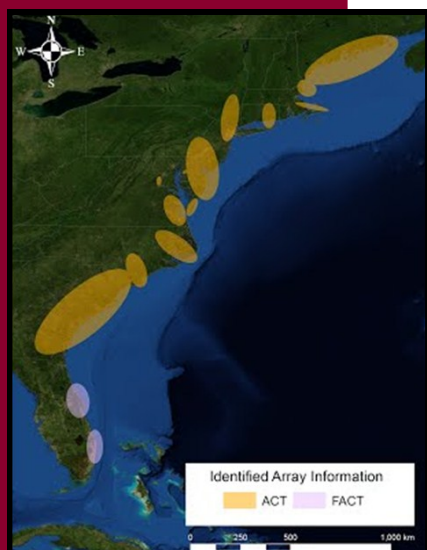 N
W E
S
Identified Array Information
ACT FACT
0 250 500 1,000 km